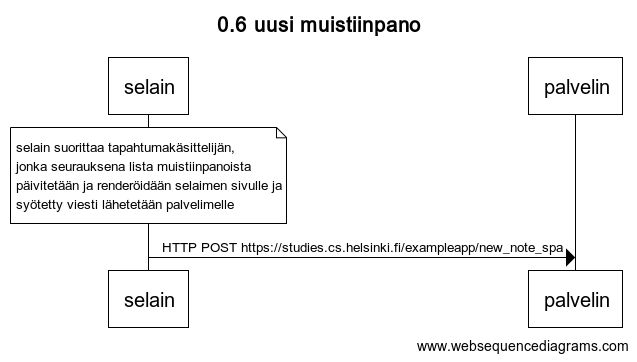 0.6 uusi muistiinpano
selain
palvelin
selain suorittaa tapahtumakäsittelijän,
jonka seurauksena lista muistiinpanoista
päivitetään ja renderöidään selaimen sivulle ja
syötetty viesti lähetetään palvelimelle
HTTP POST https://studies.cs.helsinki.fi/exampleapp/new_note_spa
selain
palvelin
www.websequencediagrams.com